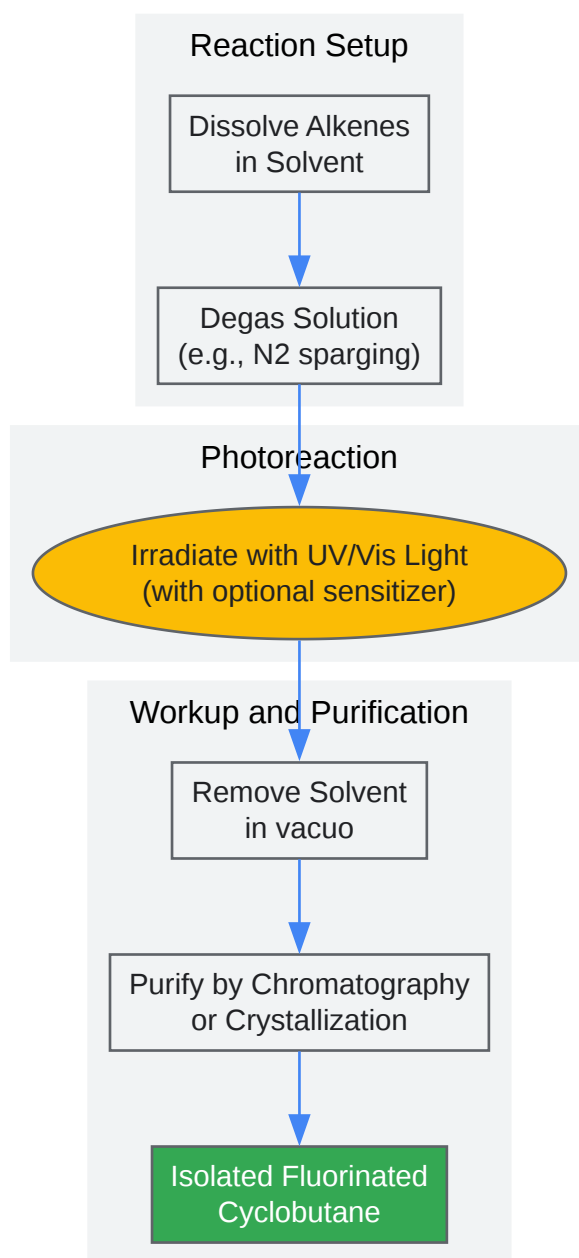 Reaction Setup
Dissolve Alkenes
in Solvent
Degas Solution
(e.g., N2 sparging)
Photoreaction
Irradiate with UV/Vis Light
(with optional sensitizer)
Workup and Purification
Remove Solvent
in vacuo
Purify by Chromatography
or Crystallization
Isolated Fluorinated
Cyclobutane